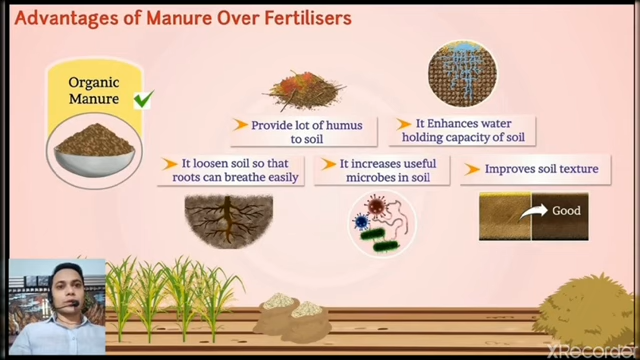 Advantages of Manure Over Fertilisers
Organic
Manure
Provide lot of humus
to soil
It Enhances water
holding capacity of soil
It loosen soil so that
roots can breathe easily
It increases useful
microbes in soil
Improves soil texture
Good
XRecorder